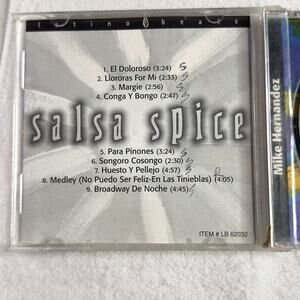 latino beats
1. El Doloroso (3:24) S
2. Llororas For Mi (2:33) S
3. Margie (2:56) S
4. Conga Y Bongo (2:47) S
salsa spice
5. Para Pinones (3:24) S
6. Songoro Cosongo (2:30) S
7. Huesto Y Pellejo (4:57) S
8. Medley (No Puedo Ser Feliz-En Las Tinieblas) (4:05)
9. Broadway De Noche (4:45) S
ITEM # LB 62032
Mike Hernandez